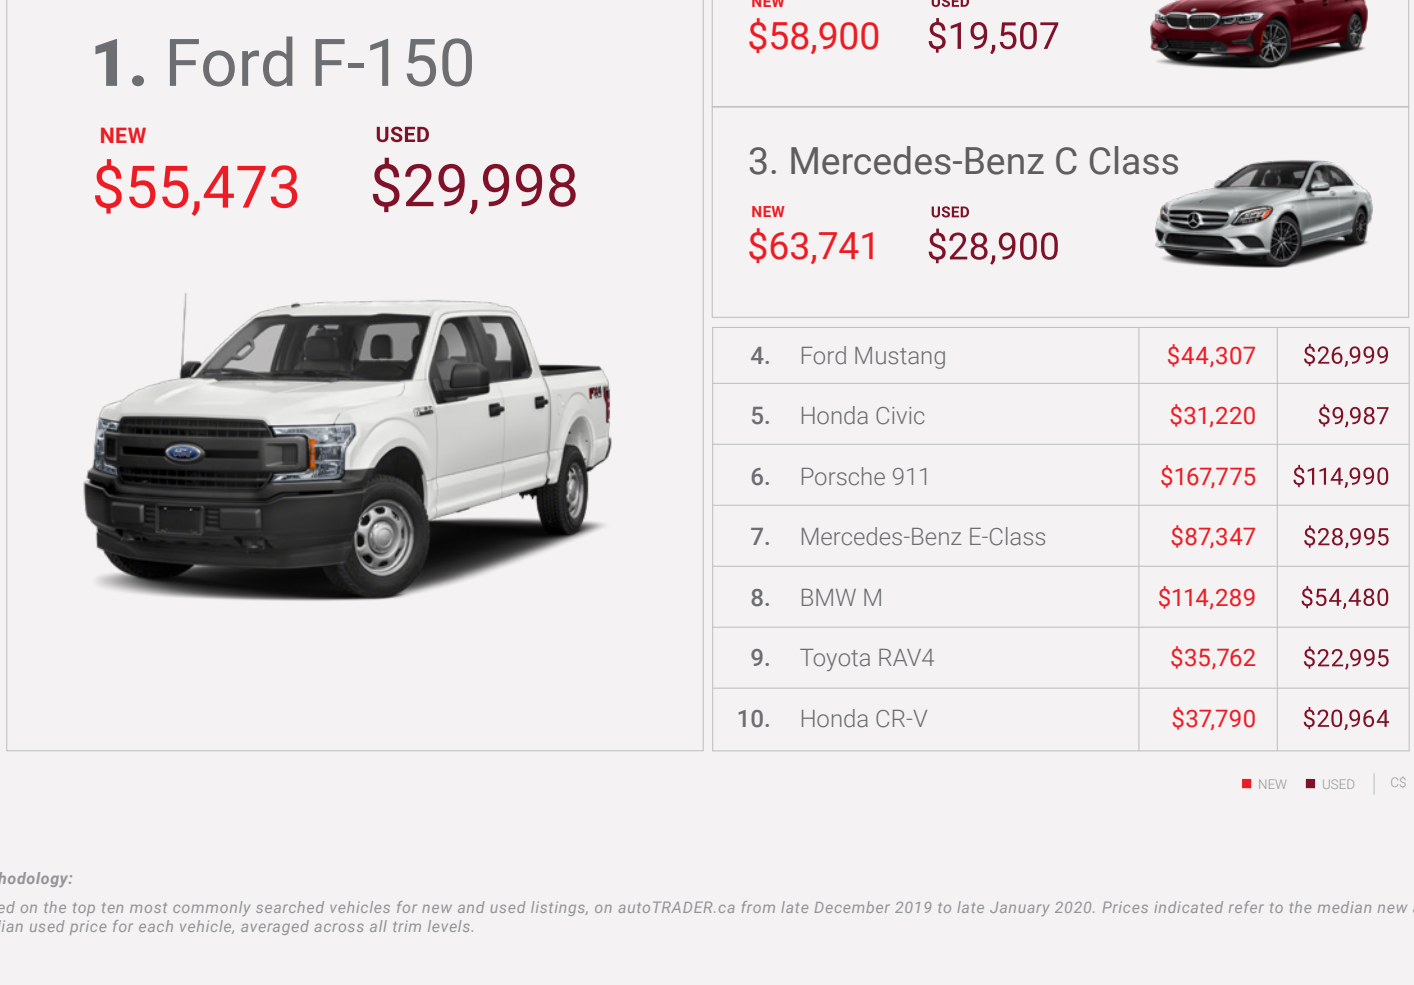 1. Ford F-150
NEW USED
$55,473 $29,998
NEW USED
$58,900 $19,507
3. Mercedes-Benz C Class
NEW USED
$63,741 $28,900
4. Ford Mustang $44,307 $26,999
5. Honda Civic $31,220 $9,987
6. Porsche 911 $167,775 $114,990
7. Mercedes-Benz E-Class $87,347 $28,995
8. BMW M $114,289 $54,480
9. Toyota RAV4 $35,762 $22,995
10. Honda CR-V $37,790 $20,964
NEW USED C$
hodology:
ed on the top ten most commonly searched vehicles for new and used listings, on autoTRADER.ca from late December 2019 to late January 2020. Prices indicated refer to the median new
ian used price for each vehicle, averaged across all trim levels.